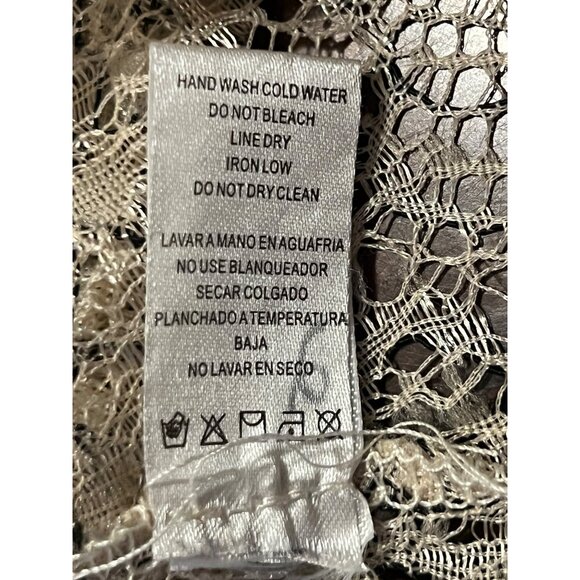 HAND WASH COLD WATER
DO NOT BLEACH
LINE DRY
IRON LOW
DO NOT DRY CLEAN
LAVAR A MANO EN AGUAFRIA
NO USE BLANQUEADOR
SECAR COLGADO
PLANCHADO A TEMPERATURA
BAJA
NO LAVAR EN SECO